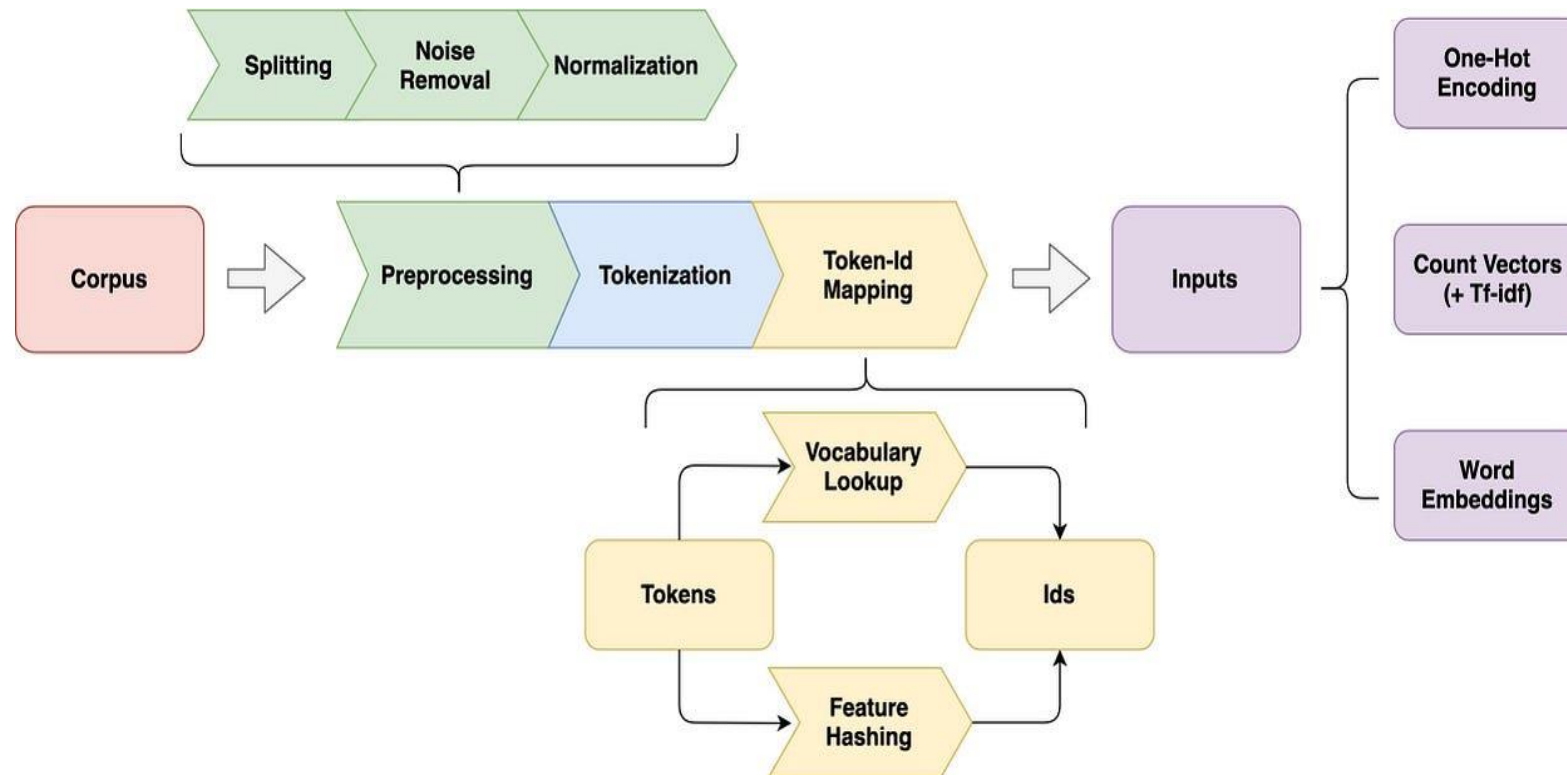 Splitting
Noise
Removal
Normalization
One-Hot
Encoding
Corpus
Preprocessing
Tokenization
Token-Id
Mapping
Inputs
Count Vectors
(+ Tf-idf)
Vocabulary
Lookup
Word
Embeddings
Tokens
Ids
Feature
Hashing